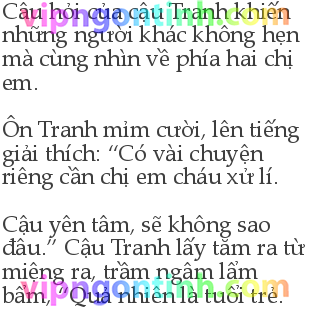 Câu hỏi của cậu Tranh khiến
những người khác không hẹn
mà cùng nhìn về phía hai chị
em.
Ôn Tranh mỉm cười, lên tiếng
giải thích: “Có vài chuyện
riêng cần chị em cháu xử lí.
Cậu yên tâm, sẽ không sao
đâu.” Cậu Tranh lấy tăm ra từ
miệng ra, trầm ngâm lẩm
bẩm, “Quả nhiên là tuổi trẻ.
vipngontinh.com
vipngontinh.com